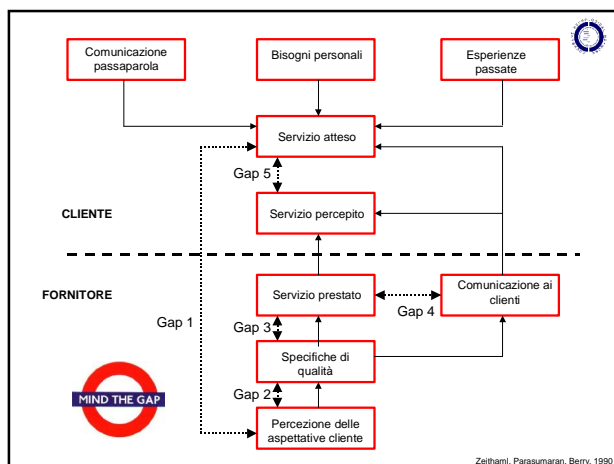 Comunicazione
passaparola
Bisogni personali
Esperienze
passate
Servizio atteso
Gap 5
CLIENTE
Servizio percepito
FORNITORE
Servizio prestato
Comunicazione ai
clienti
Gap 1
Gap 3
Gap 4
Specifiche di
qualità
Gap 2
MIND THE GAP
Percezione delle
aspettative cliente
Zeithaml, Parasumaran, Berry, 1990